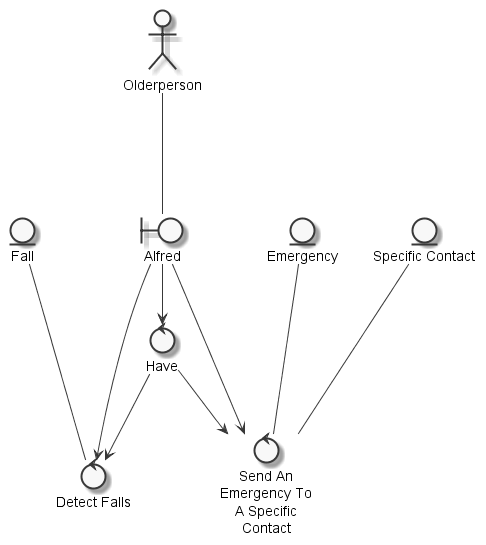 Olderperson
Fall
Alfred
Emergency
Specific Contact
Have
Detect Falls
Send An
Emergency To
A Specific
Contact